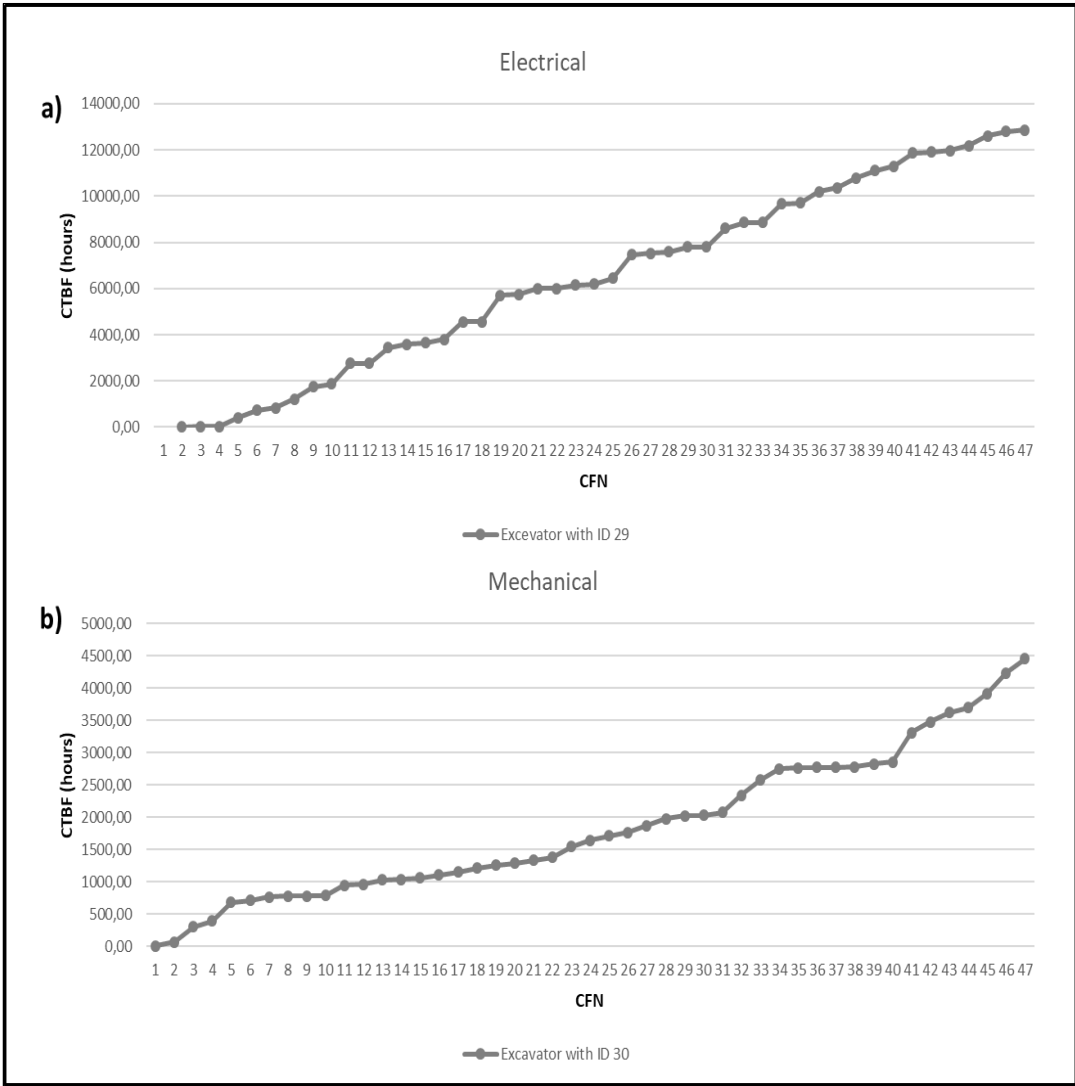 Electrical
a)
14000,00
12000,00
10000,00
8000,00
6000,00
4000,00
2000,00
0,00
CTBF (hours)
1 2 3 4 5 6 7 8 9 10 11 12 13 14 15 16 17 18 19 20 21 22 23 24 25 26 27 28 29 30 31 32 33 34 35 36 37 38 39 40 41 42 43 44 45 46 47
CFN
Excevator with ID 29
Mechanical
b)
5000,00
4500,00
4000,00
3500,00
3000,00
2500,00
2000,00
1500,00
1000,00
500,00
0,00
CTBF (hours)
1 2 3 4 5 6 7 8 9 10 11 12 13 14 15 16 17 18 19 20 21 22 23 24 25 26 27 28 29 30 31 32 33 34 35 36 37 38 39 40 41 42 43 44 45 46 47
CFN
Excavator with ID 30